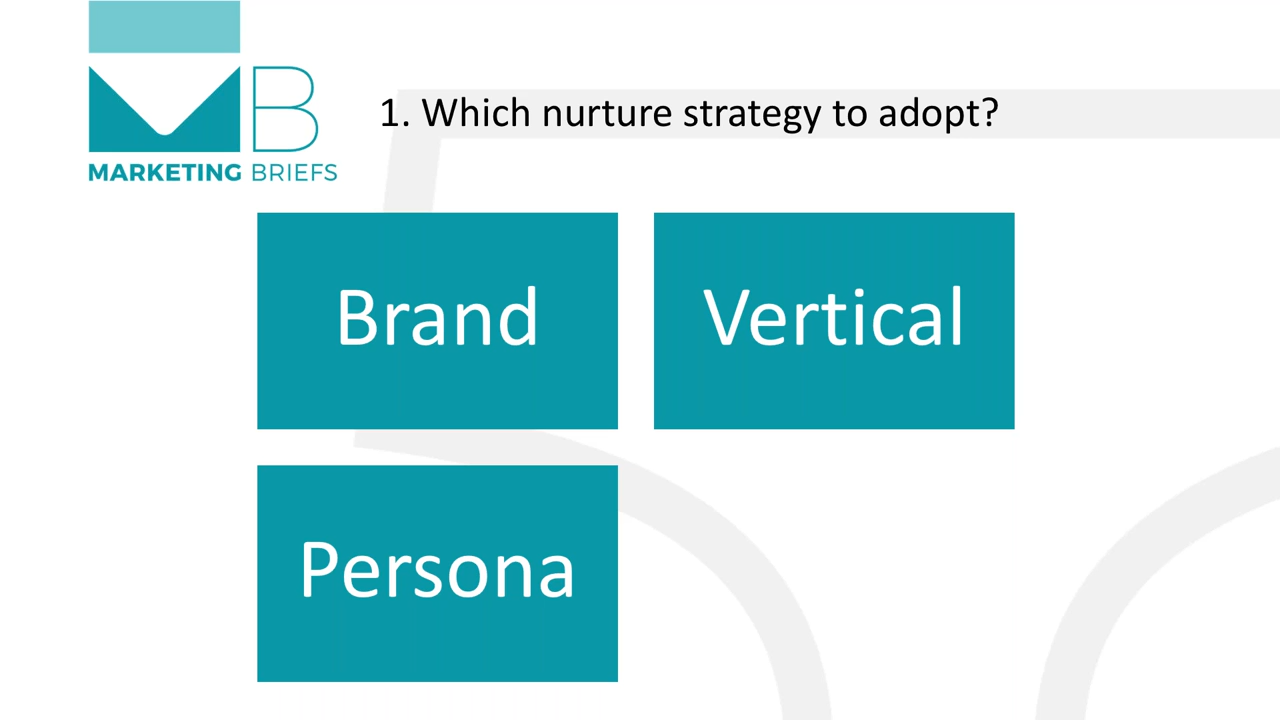 B
MARKETING BRIEFS
1. Which nurture strategy to adopt?
Brand
Vertical
Persona